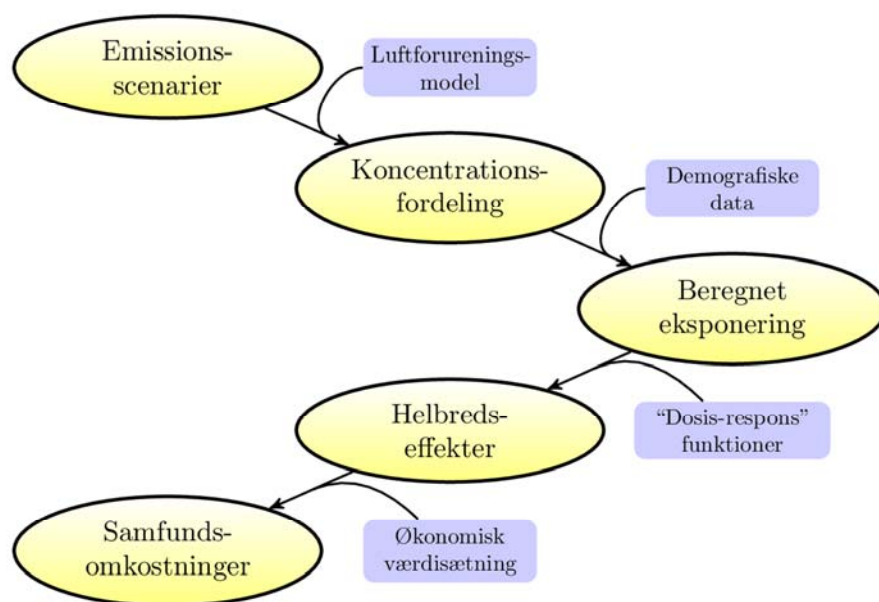 Emissions-
scenarier
Luftforurenings-
model
Koncentrations-
fordeling
Demografiske
data
Beregnet
eksponering
“Dosis-respons”
funktioner
Helbreds-
effekter
Økonomisk
værdisætning
Samfunds-
omkostninger